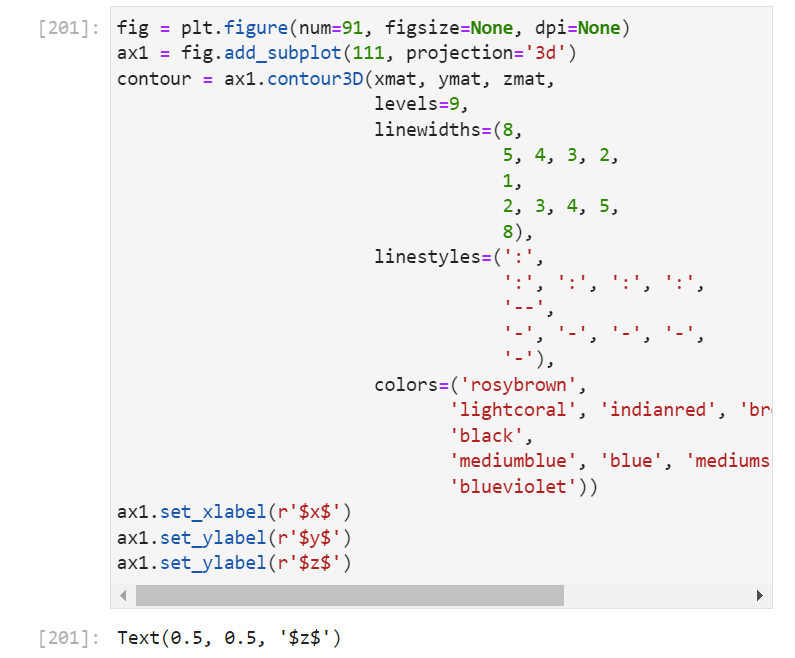 [201]: fig = plt.figure(num=91, figsize=None, dpi=None)
ax1 = fig.add_subplot(111, projection='3d')
contour = ax1.contour3D(xmat, ymat, zmat,
levels=9,
linewidths=(8,
5, 4, 3, 2,
1,
2, 3, 4, 5,
8),
linestyles=(':',
':', ':', ':', ':',
'--',
'-', '-', '-', '-',
'-'),
colors=('rosybrown',
'lightcoral', 'indianred', 'br
'black',
'mediumblue', 'blue', 'mediums
'blueviolet'))
ax1.set_xlabel(r'$x$')
ax1.set_ylabel(r'$y$')
ax1.set_ylabel(r'$z$')
[201]: Text(0.5, 0.5, '$z$')